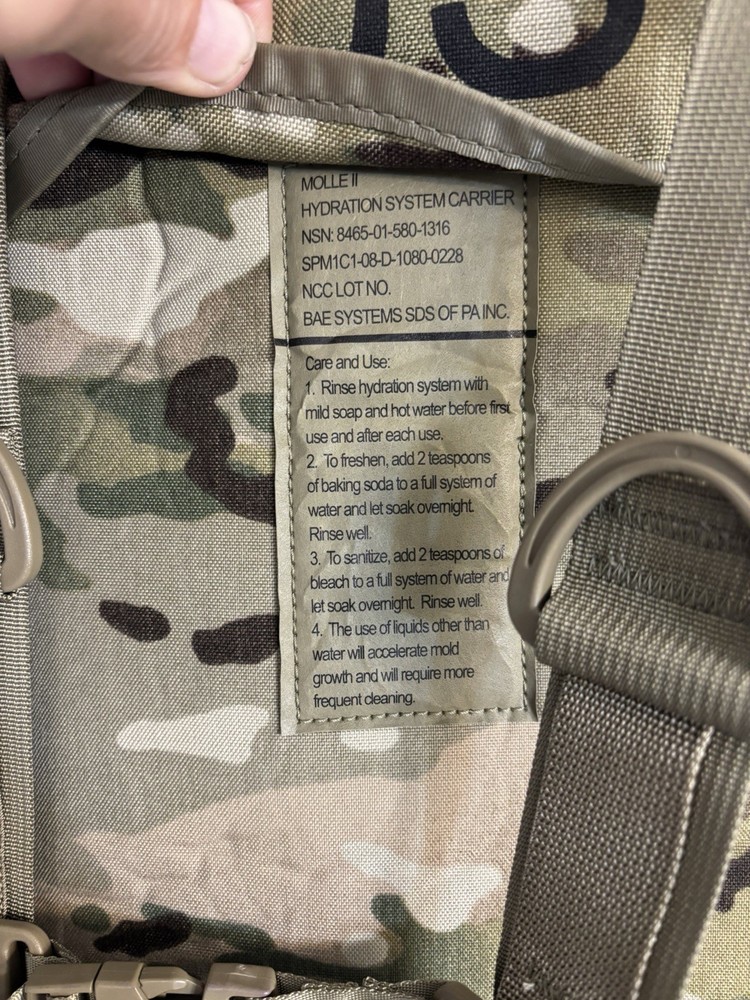 MOLLE II
HYDRATION SYSTEM CARRIER
NSN: 8465-01-580-1316
SPM1C1-08-D-1080-0228
NCC LOT NO.
BAE SYSTEMS SDS OF PA INC.
Care and Use:
1. Rinse hydration system with
mild soap and hot water before first
use and after each use.
2. To freshen, add 2 teaspoons
of baking soda to a full system of
water and let soak overnight.
Rinse well.
3. To sanitize, add 2 teaspoons of
bleach to a full system of water and
let soak overnight. Rinse well.
4. The use of liquids other than
water will accelerate mold
growth and will require more
frequent cleaning.